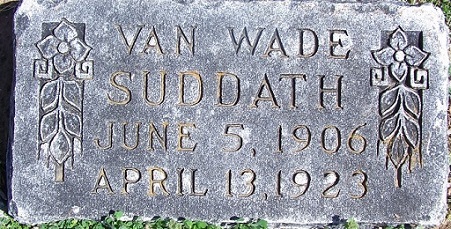 VAN WADE
SUDDATH
JUNE 5, 1906
APRIL 13, 1923